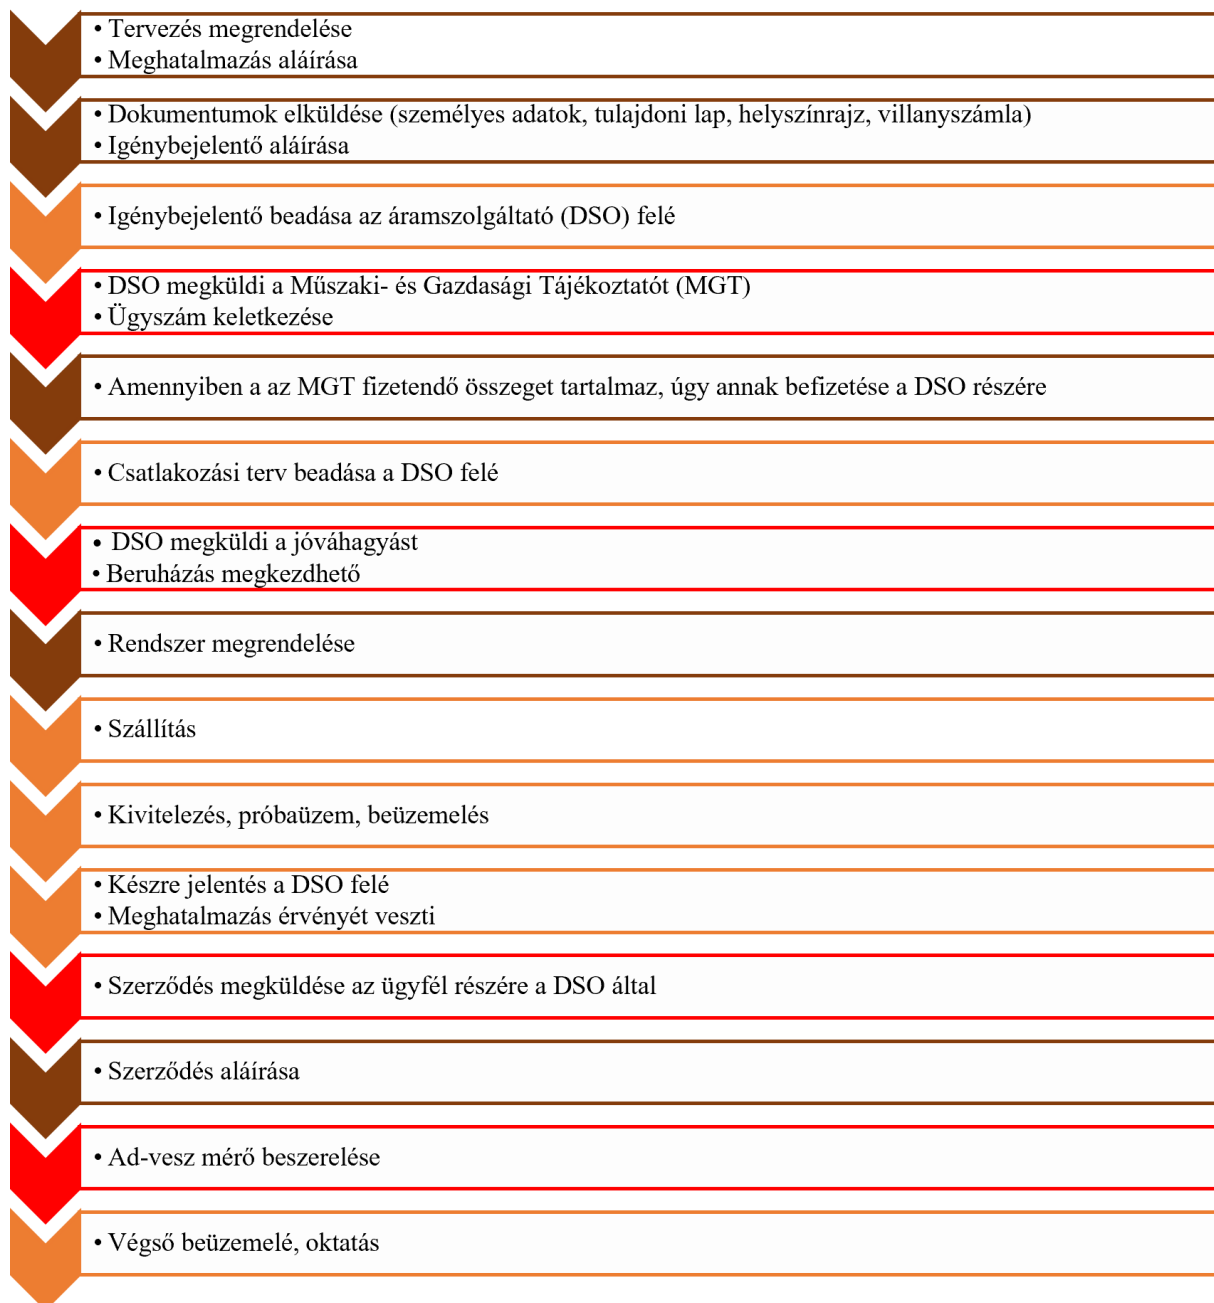 • Tervezés megrendelése
• Meghatalmazás aláírása
• Dokumentumok elküldése (személyes adatok, tulajdoni lap, helyszínrajz, villanyszámla)
• Igénybejelentő aláírása
• Igénybejelentő beadása az áramszolgáltató (DSO) felé
• DSO megküldi a Műszaki- és Gazdasági Tájékoztatót (MGT)
• Ügyszám keletkezése
• Amennyiben a az MGT fizetendő összeget tartalmaz, úgy annak befizetése a DSO részére
• Csatlakozási terv beadása a DSO felé
• DSO megküldi a jóváhagyást
• Beruházás megkezdhető
• Rendszer megrendelése
• Szállítás
• Kivitelezés, próbaüzem, beüzemelés
• Készre jelentés a DSO felé
• Meghatalmazás érvényét veszti
• Szerződés megküldése az ügyfél részére a DSO által
• Szerződés aláírása
• Ad-vesz mérő beszerelése
• Végső beüzemelé, oktatás